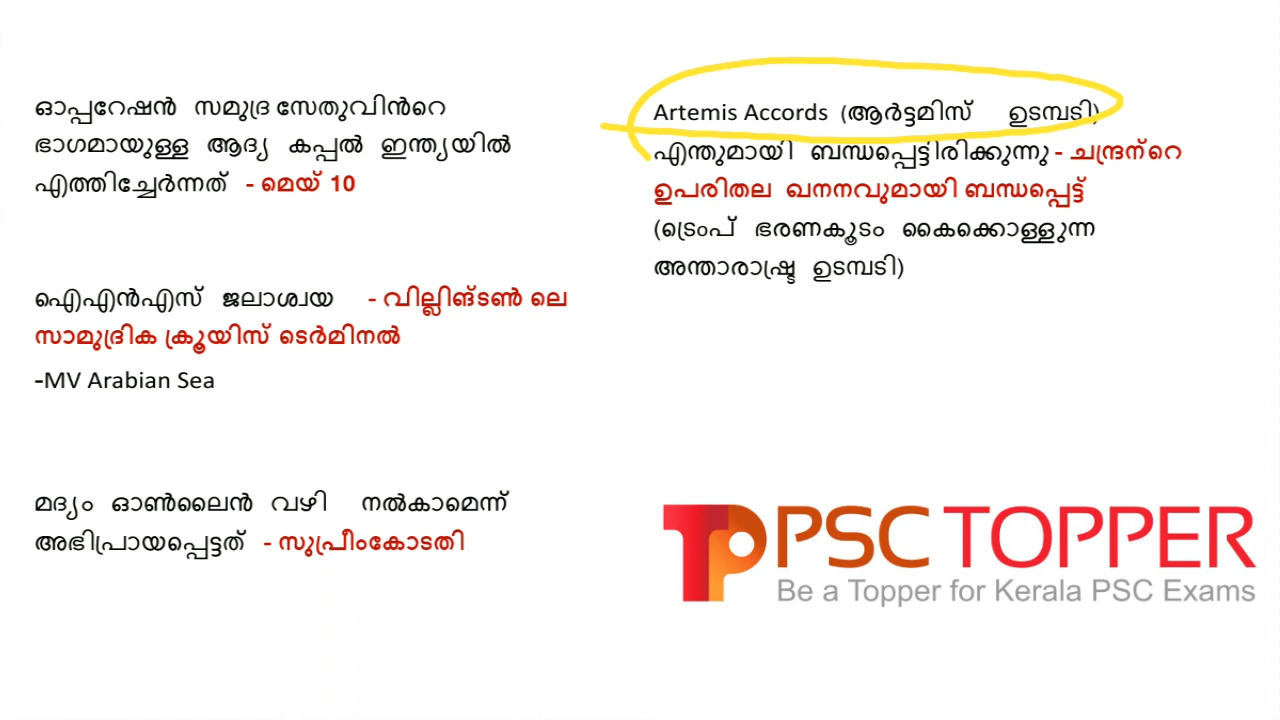 ഓപ്പറേഷൻ സമുദ്ര സേതുവിൻറെ
ഭാഗമായുള്ള ആദ്യ കപ്പൽ ഇന്ത്യയിൽ
എത്തിച്ചേർന്നത് - മെയ് 10
ഐഎൻഎസ് ജലാശ്വയ - വില്ലിങ്ടൺ ലെ
സാമുദ്രിക ക്രൂയിസ് ടെർമിനൽ
-MV Arabian Sea
മദ്യം ഓൺലൈൻ വഴി നൽകാമെന്ന്
അഭിപ്രായപ്പെട്ടത് - സുപ്രീംകോടതി
Artemis Accords (ആർട്ടമിസ് ഉടമ്പടി)
എന്തുമായി ബന്ധപ്പെട്ടിരിക്കുന്നു - ചന്ദ്രന്റെ
ഉപരിതല ഖനനവുമായി ബന്ധപ്പെട്ട്
(ട്രെംപ് ഭരണകൂടം കൈക്കൊള്ളുന്ന
അന്താരാഷ്ട്ര ഉടമ്പടി)
TP PSC TOPPER
Be a Topper for Kerala PSC Exams